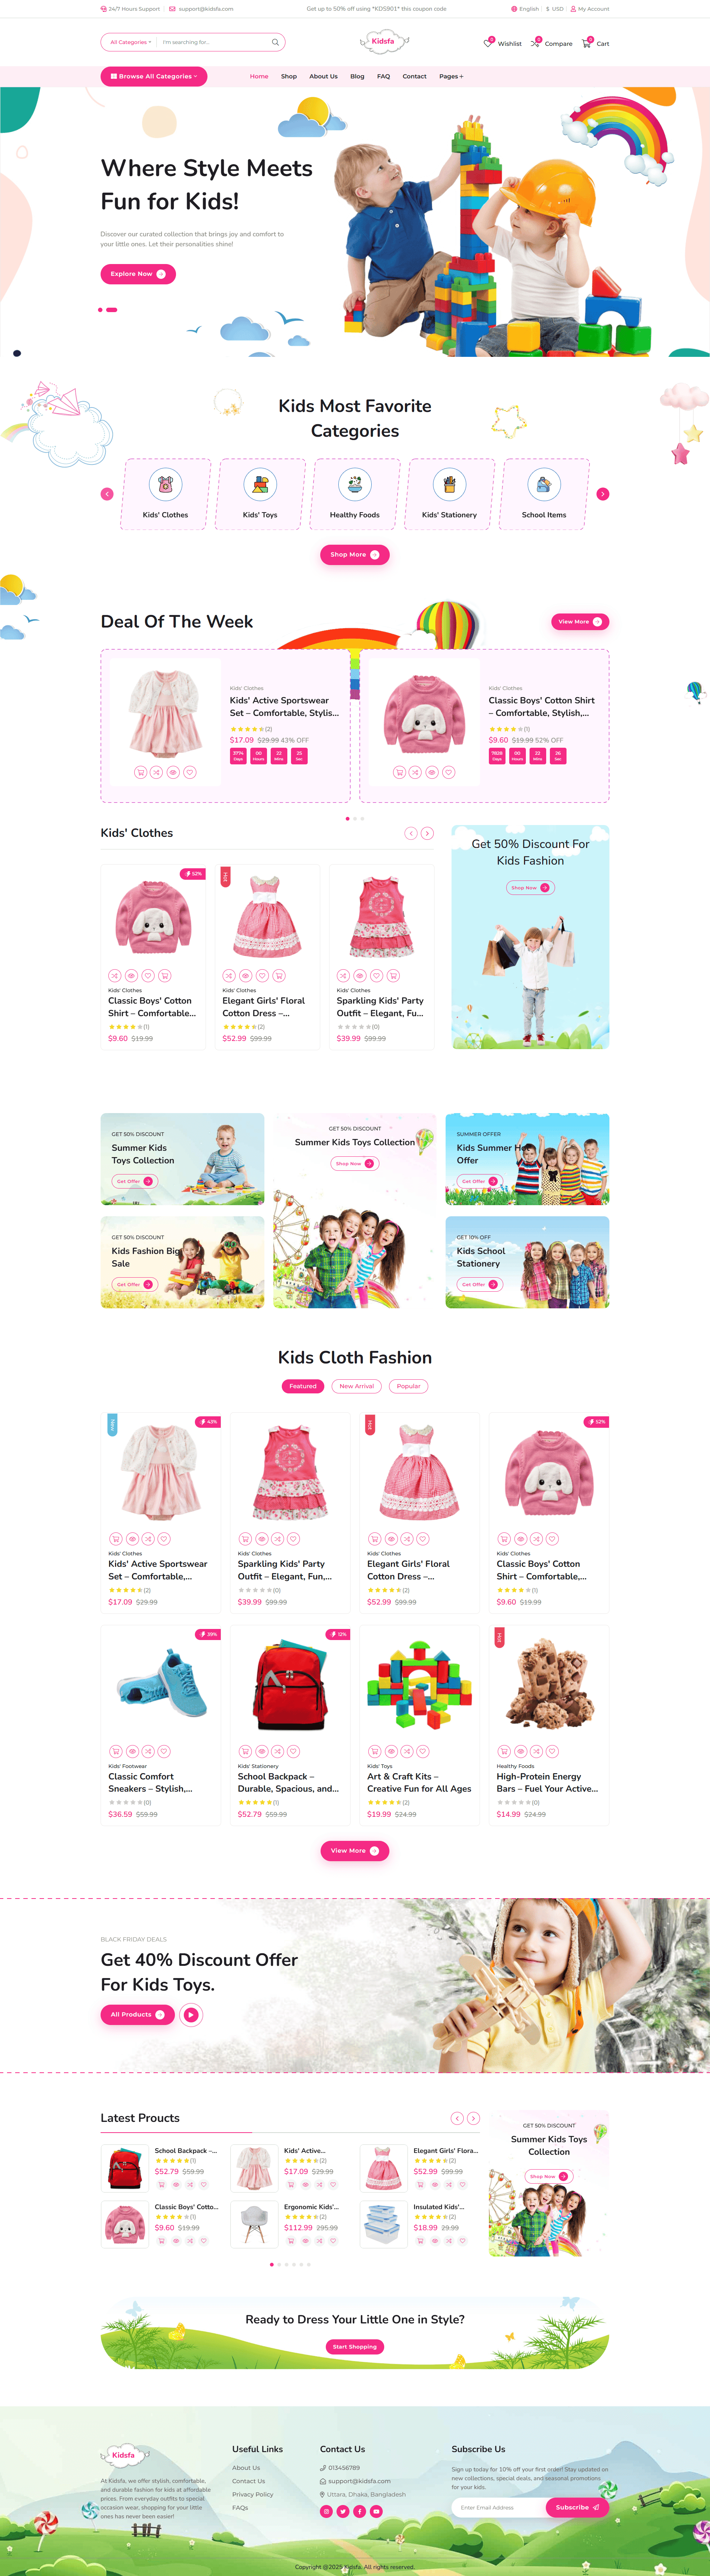 24/7 Hours Support
support@kidsfa.com
Get up to 50% off using *KDS901* this coupon code
English
$ USD
My Account
All Categories
I'm searching for...
Kidsfa
0
Wishlist
0
Compare
0
Cart
Browse All Categories
Home
Shop
About Us
Blog
FAQ
Contact
Pages +
Where Style Meets
Fun for Kids!
Discover our curated collection that brings joy and comfort to
your little ones. Let their personalities shine!
Explore Now
Kids Most Favorite
Categories
Kids' Clothes
Kids' Toys
Healthy Foods
Kids' Stationery
School Items
Shop More
Deal Of The Week
View More
Kids' Clothes
Kids' Active Sportswear
Set – Comfortable, Stylis...
(2)
$17.09 $29.99 43% OFF
3774 Days
00 Hours
22 Mins
25 Sec
Kids' Clothes
Classic Boys' Cotton Shirt
– Comfortable, Stylish,...
(1)
$9.60 $19.99 52% OFF
7828 Days
00 Hours
22 Mins
26 Sec
Kids' Clothes
52%
Kids' Clothes
Classic Boys' Cotton
Shirt – Comfortable...
(1)
$9.60 $19.99
Hot
Kids' Clothes
Elegant Girls' Floral
Cotton Dress –...
(2)
$52.99 $99.99
Kids' Clothes
Sparkling Kids' Party
Outfit – Elegant, Fu...
(0)
$39.99 $99.99
Get 50% Discount For
Kids Fashion
Shop Now
GET 50% DISCOUNT
Summer Kids
Toys Collection
Get Offer
GET 50% DISCOUNT
Kids Fashion Big
Sale
Get Offer
GET 50% DISCOUNT
Summer Kids Toys Collection
Shop Now
SUMMER OFFER
Kids Summer
Offer
Get Offer
GET 10% OFF
Kids School
Stationery
Get Offer
Kids Cloth Fashion
Featured
New Arrival
Popular
New
43%
Kids' Clothes
Kids' Active Sportswear
Set – Comfortable,...
(2)
$17.09 $29.99
Kids' Clothes
Sparkling Kids' Party
Outfit – Elegant, Fun,...
(0)
$39.99 $99.99
Hot
Kids' Clothes
Elegant Girls' Floral
Cotton Dress –...
(2)
$52.99 $99.99
52%
Kids' Clothes
Classic Boys' Cotton
Shirt – Comfortable,...
(1)
$9.60 $19.99
39%
Kids' Footwear
Classic Comfort
Sneakers – Stylish,...
(0)
$36.59 $59.99
12%
Kids' Stationery
School Backpack –
Durable, Spacious, and...
(1)
$52.79 $59.99
Kids' Toys
Art & Craft Kits –
Creative Fun for All Ages
(2)
$19.99 $24.99
Hot
Healthy Foods
High-Protein Energy
Bars – Fuel Your Active...
(0)
$14.99 $24.99
View More
BLACK FRIDAY DEALS
Get 40% Discount Offer
For Kids Toys.
All Products
Latest Proucts
School Backpack –...
(1)
$52.79 $59.99
Kids' Active...
(2)
$17.09 $29.99
Elegant Girls' Flora...
(2)
$52.99 $99.99
Classic Boys' Cotto...
(1)
$9.60 $19.99
Ergonomic Kids'...
(2)
$112.99 295.99
Insulated Kids'...
(2)
$18.99 29.99
GET 50% DISCOUNT
Summer Kids Toys
Collection
Shop Now
Ready to Dress Your Little One in Style?
Start Shopping
Kidsfa
At Kidsfa, we offer stylish, comfortable,
and durable fashion for kids at affordable
prices. From everyday outfits to special
occasion wear, shopping for your little
ones has never been easier!
Useful Links
About Us
Contact Us
Privacy Policy
FAQs
Contact Us
013456789
support@kidsfa.com
Uttara, Dhaka, Bangladesh
Subscribe Us
Sign up today for 10% off your first order! Stay updated on
new collections, special deals, and seasonal promotions
for your kids.
Enter Email Address
Subscribe
Copyright @2025 Kidsfa. All rights reserved.